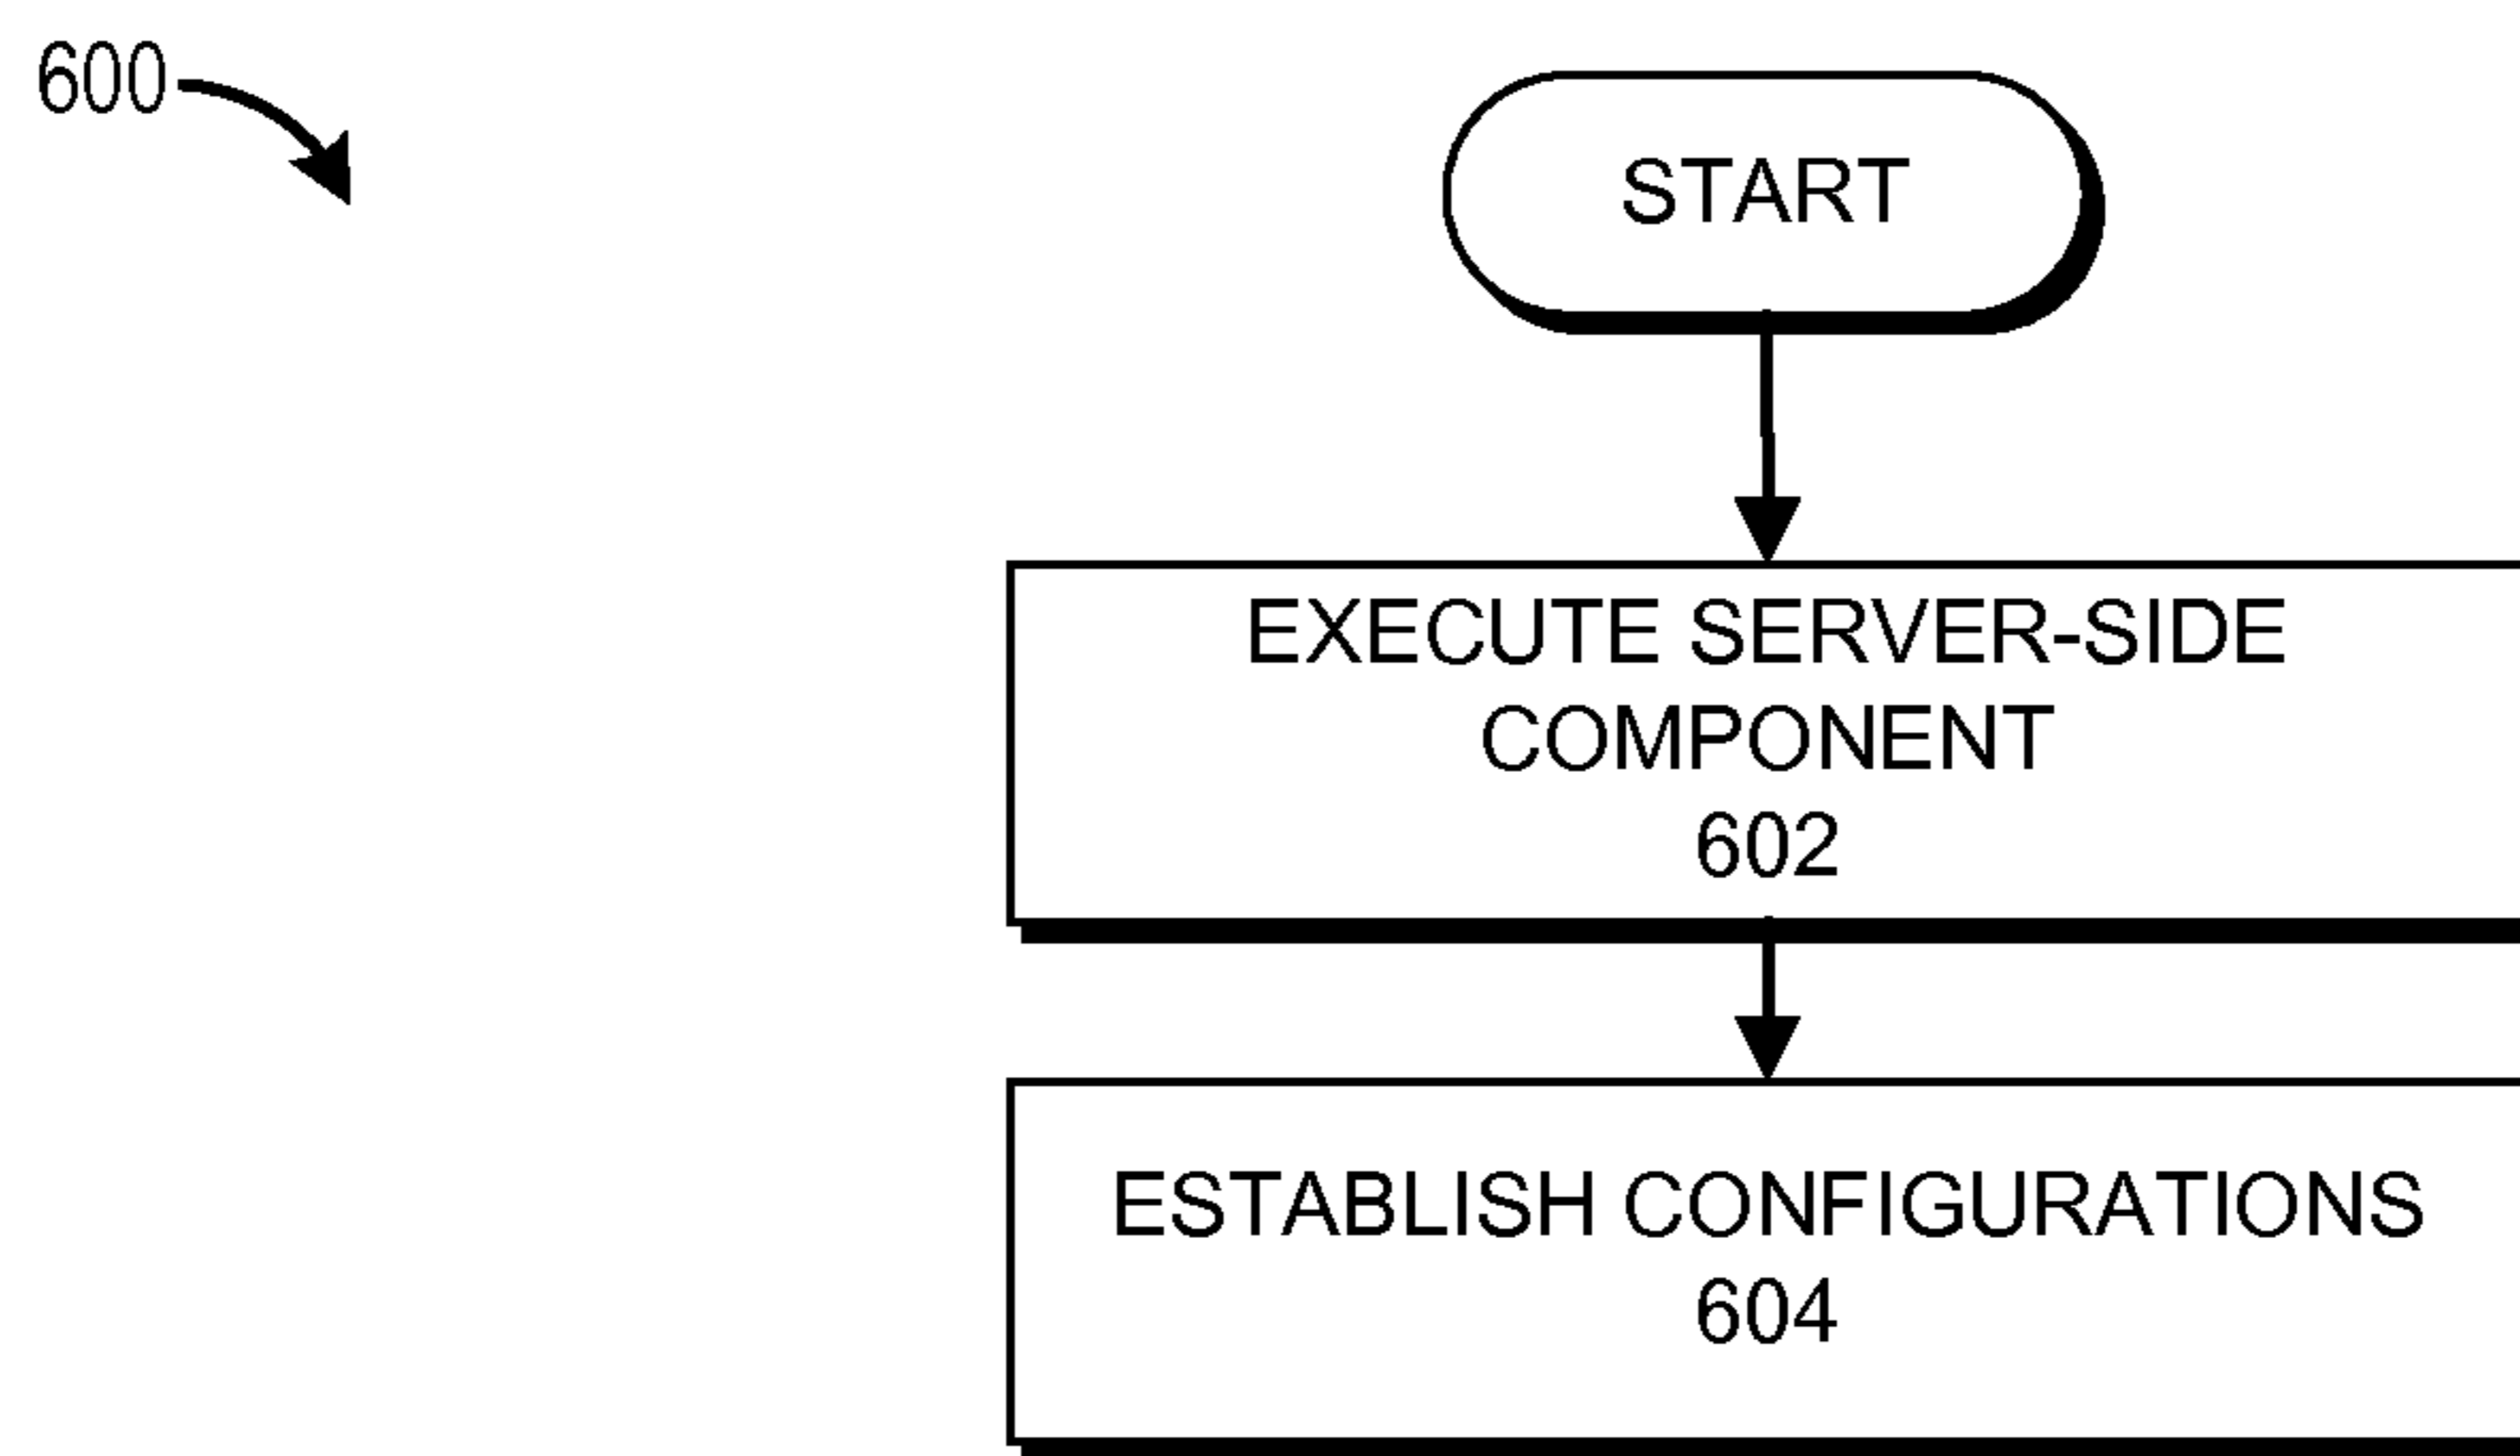 600
START
EXECUTE SERVER-SIDE
COMPONENT
602
ESTABLISH CONFIGURATIONS
604